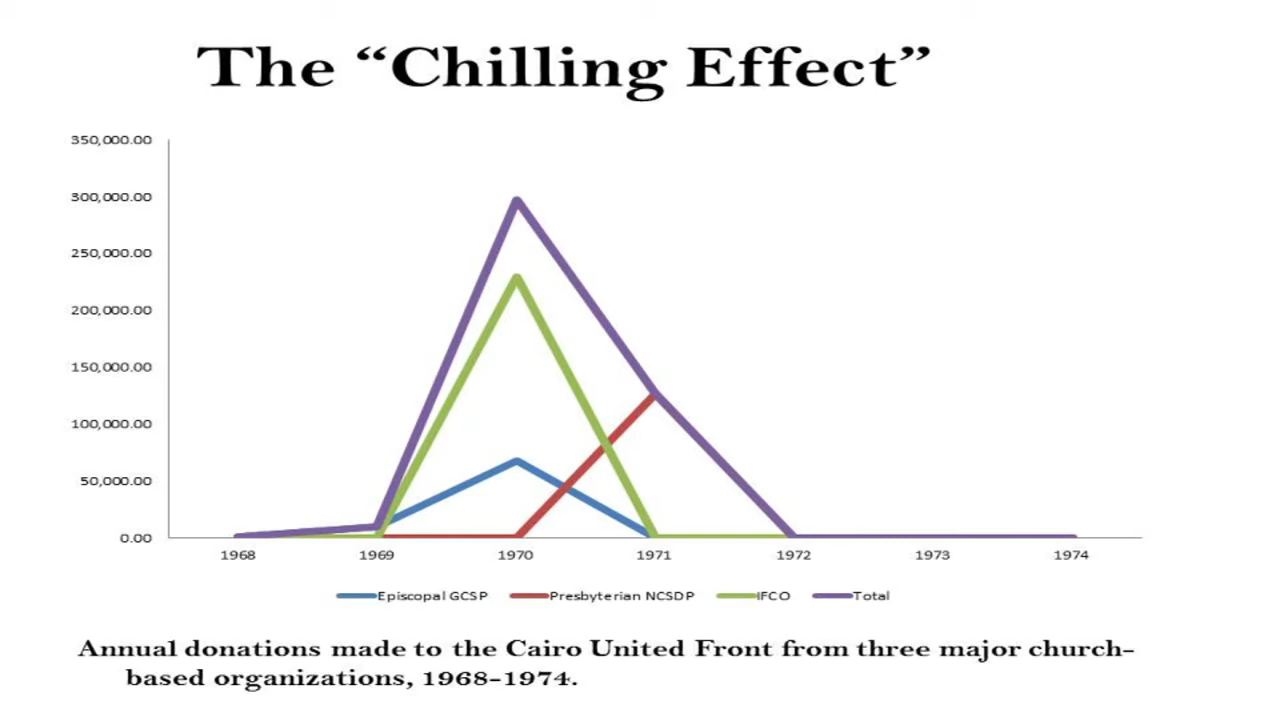 The “Chilling Effect”
350,000.00
300,000.00
250,000.00
200,000.00
150,000.00
100,000.00
50,000.00
0.00
1968 1969 1970 1971 1972 1973 1974
Episcopal GCSP Presbyterian NCSDP IFCO Total
Annual donations made to the Cairo United Front from three major church-
based organizations, 1968-1974.